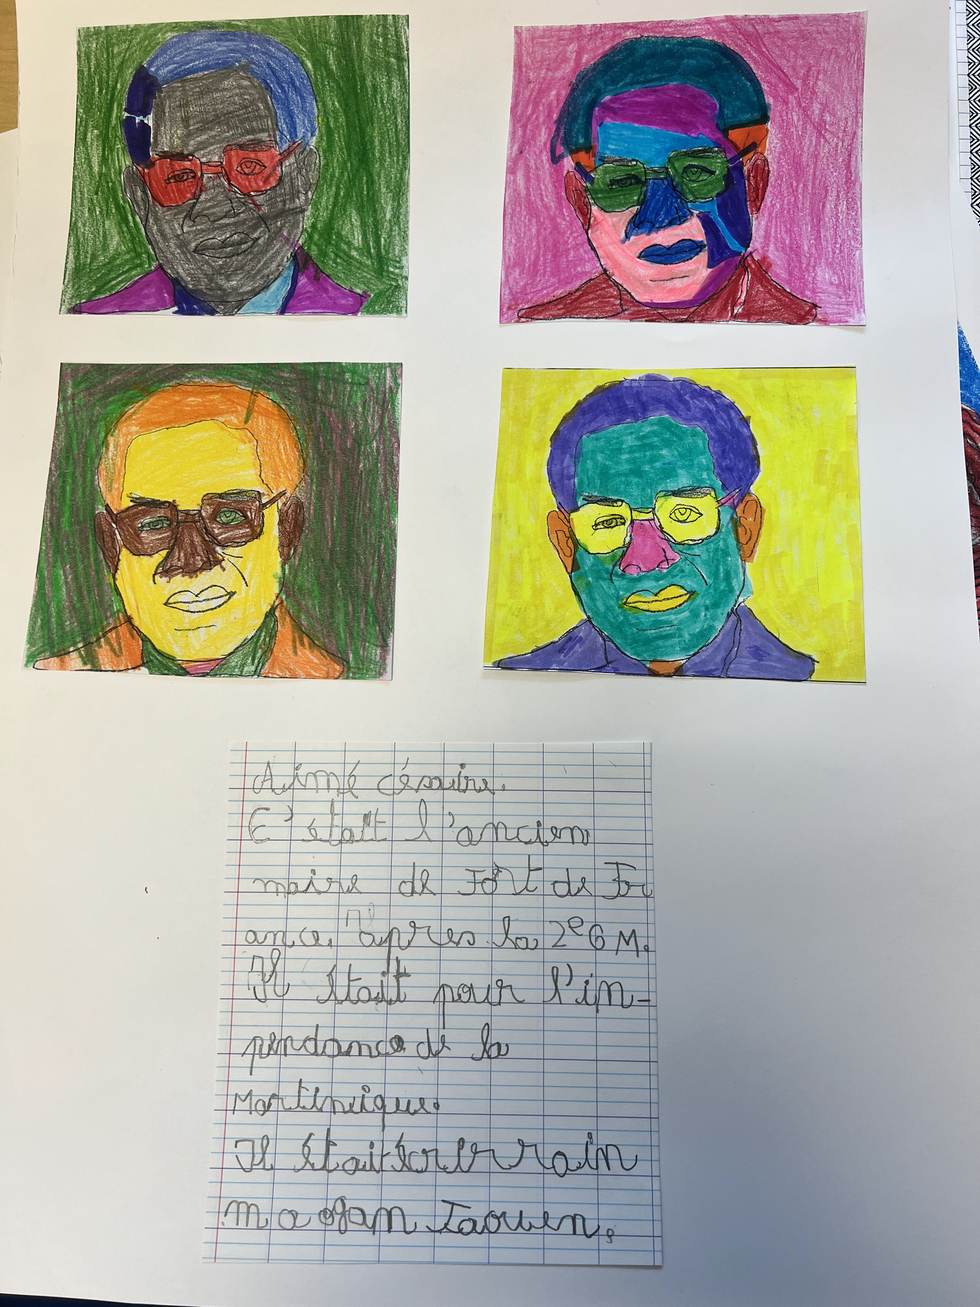 Aimé césaire.
C'était l'ancien
maire de Fort de Fr
ance. après la 2e G M.
Il était pour l'in-
pendance de la
Martinique.
Il était écrivain
Taouen.